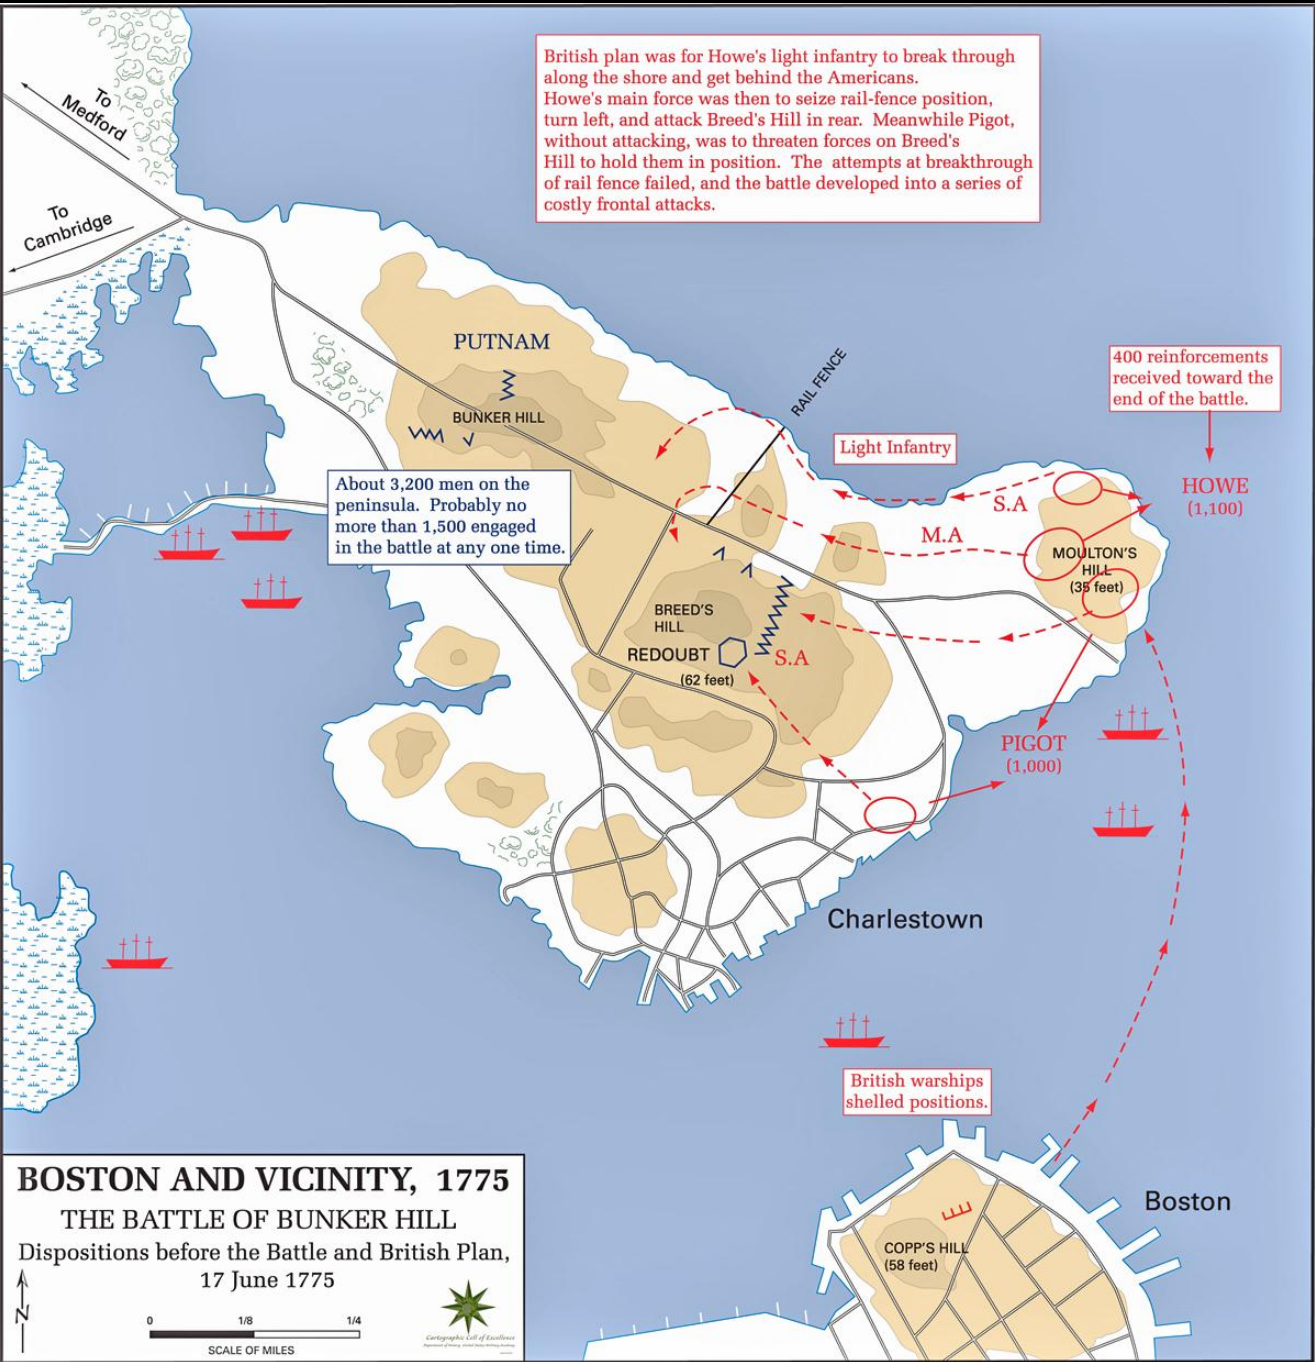 British plan was for Howe's light infantry to break through
along the shore and get behind the Americans.
Howe's main force was then to seize rail-fence position,
turn left, and attack Breed's Hill in rear. Meanwhile Pigot,
without attacking, was to threaten forces on Breed's
Hill to hold them in position. The attempts at breakthrough
of rail fence failed, and the battle developed into a series of
costly frontal attacks.
To
Medford
To
Cambridge
PUTNAM
BUNKER HILL
RAIL FENCE
400 reinforcements
received toward the
end of the battle.
Light Infantry
HOWE
(1,100)
S.A
M.A
About 3,200 men on the
peninsula. Probably no
more than 1,500 engaged
in the battle at any one time.
MOULTON'S
HILL
(35 feet)
BREED'S
HILL
REDOUBT
(62 feet)
S.A
PIGOT
(1,000)
Charlestown
British warships
shelled positions.
Boston
COPP'S HILL
(58 feet)
BOSTON AND VICINITY, 1775
THE BATTLE OF BUNKER HILL
Dispositions before the Battle and British Plan,
17 June 1775
N
0 1/8 1/4
SCALE OF MILES
Cartographic Cell of Excellence